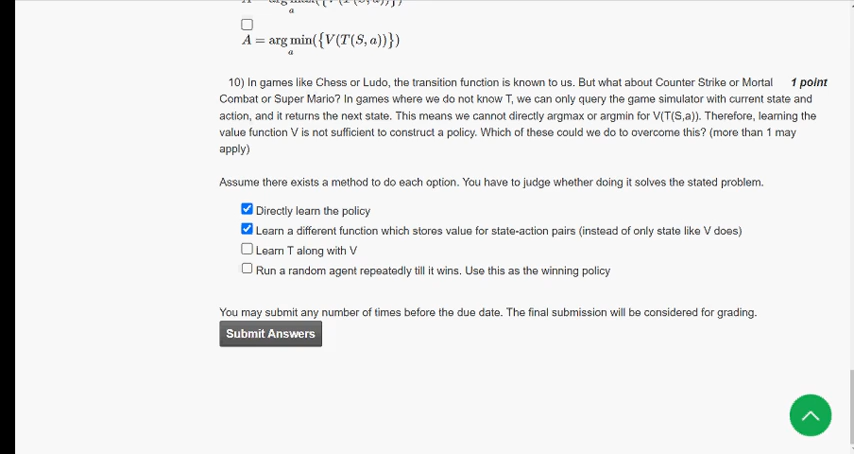 A = arg min({V(T(S, a))})
a
10) In games like Chess or Ludo, the transition function is known to us. But what about Counter Strike or Mortal 1 point
Combat or Super Mario? In games where we do not know T, we can only query the game simulator with current state and
action, and it returns the next state. This means we cannot directly argmax or argmin for V(T(S,a)). Therefore, learning the
value function V is not sufficient to construct a policy. Which of these could we do to overcome this? (more than 1 may
apply)
Assume there exists a method to do each option. You have to judge whether doing it solves the stated problem.
Directly learn the policy
Learn a different function which stores value for state-action pairs (instead of only state like V does)
Learn T along with V
Run a random agent repeatedly till it wins. Use this as the winning policy
You may submit any number of times before the due date. The final submission will be considered for grading.
Submit Answers